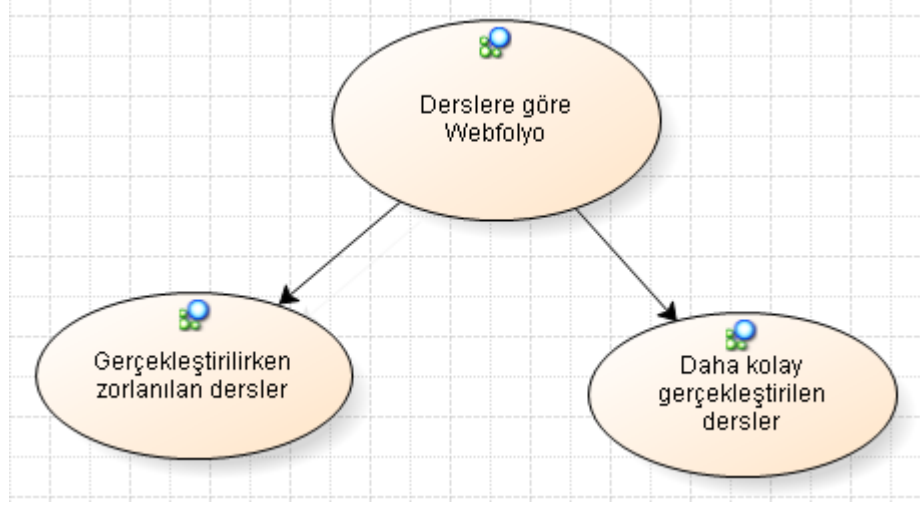 Derslere göre
Webfolyo
Gerçekleştirilirken
zorlanılan dersler
Daha kolay
gerçekleştirilen
dersler